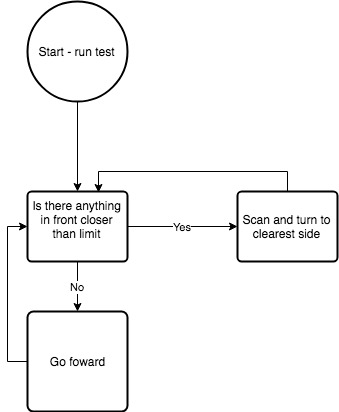 Start - run test
Is there anything
in front closer
than limit
Yes
Scan and turn to
clearest side
No
Go foward